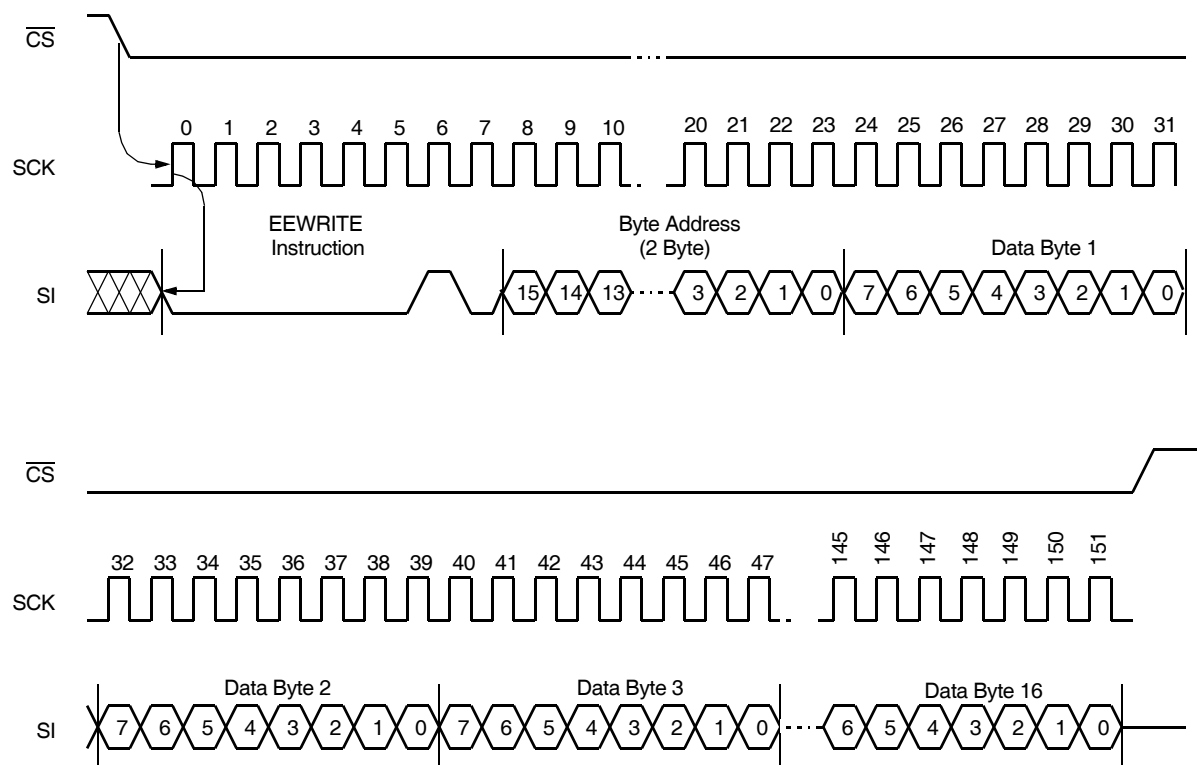 CS
0 1 2 3 4 5 6 7 8 9 10 20 21 22 23 24 25 26 27 28 29 30 31
SCK
EEWRITE
Instruction
Byte Address
(2 Byte)
Data Byte 1
SI
15 14 13 3 2 1 0 7 6 5 4 3 2 1 0
CS
32 33 34 35 36 37 38 39 40 41 42 43 44 45 46 47 145 146 147 148 149 150 151
SCK
Data Byte 2 Data Byte 3 Data Byte 16
SI
7 6 5 4 3 2 1 0 7 6 5 4 3 2 1 0 6 5 4 3 2 1 0